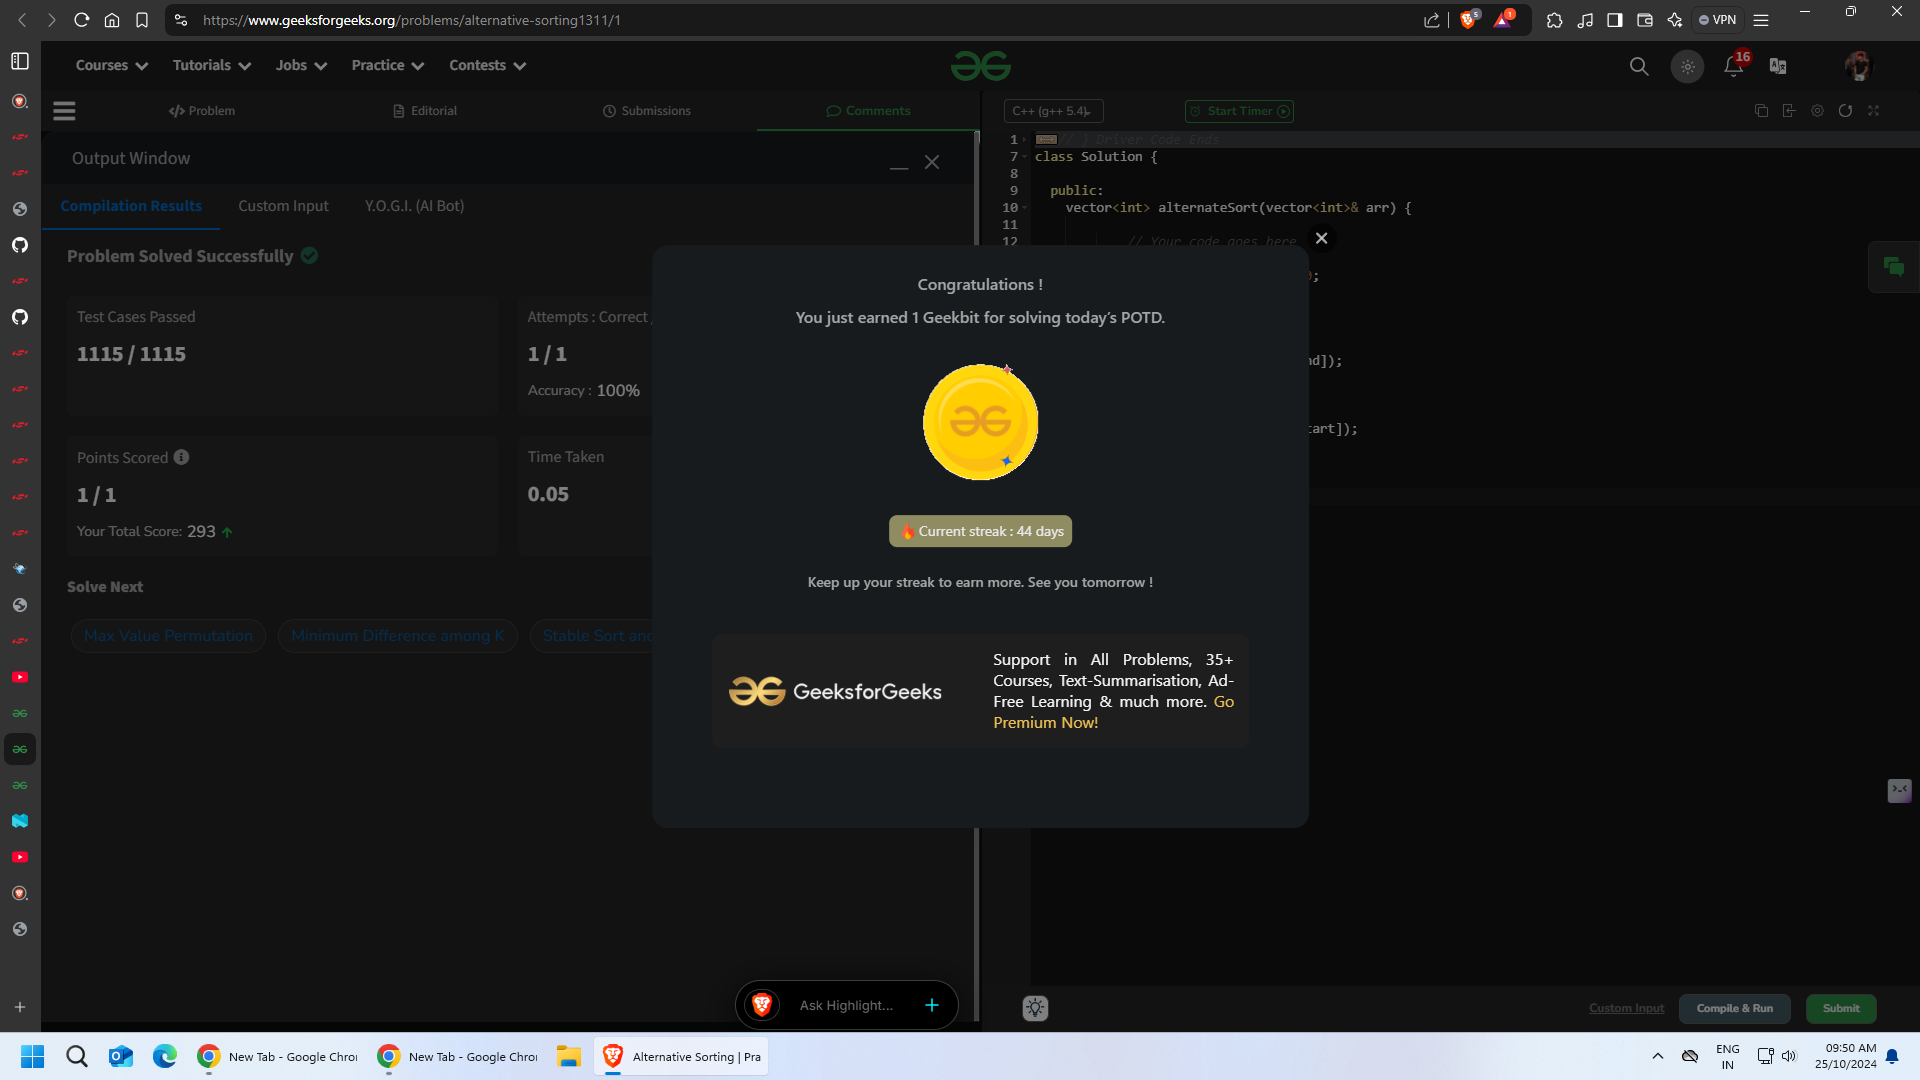 https://www.geeksforgeeks.org/problems/alternative-sorting1311/1
5
1
VPN
Courses
Tutorials
Jobs
Practice
Contests
16
Problem
Editorial
Submissions
Comments
C++ (g++ 5.4)
Start Timer
Output Window
Compilation Results
Custom Input
Y.O.G.I. (AI Bot)
Problem Solved Successfully
Test Cases Passed
1115 / 1115
Attempts : Correct
1 / 1
Accuracy : 100%
Points Scored
1 / 1
Your Total Score: 293
Time Taken
0.05
Solve Next
Max Value Permutation
Minimum Difference among K
Stable Sort and
1 // } Driver Code Ends
7 class Solution {
8
9 public:
10 vector<int> alternateSort(vector<int>& arr) {
11
12 // Your code goes here
;
nd]);
tart]);
Congratulations !
You just earned 1 Geekbit for solving today's POTD.
Current streak : 44 days
Keep up your streak to earn more. See you tomorrow !
GeeksforGeeks
Support in All Problems, 35+
Courses, Text-Summarisation, Ad-
Free Learning & much more. Go
Premium Now!
Ask Highlight...
Custom Input
Compile & Run
Submit
New Tab - Google Chro
New Tab - Google Chro
Alternative Sorting | Pra
ENG
IN
09:50 AM
25/10/2024